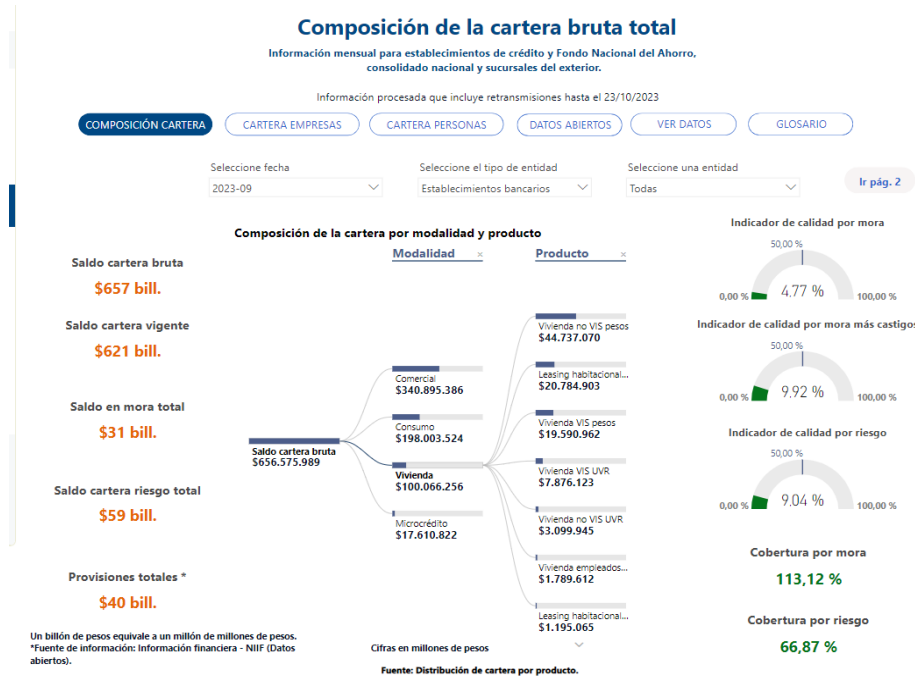 Composición de la cartera bruta total
Información mensual para establecimientos de crédito y Fondo Nacional del Ahorro,
consolidado nacional y sucursales del exterior.
Información procesada que incluye retransmisiones hasta el 23/10/2023
COMPOSICIÓN CARTERA
CARTERA EMPRESAS
CARTERA PERSONAS
DATOS ABIERTOS
VER DATOS
GLOSARIO
Seleccione fecha
2023-09
Seleccione el tipo de entidad
Establecimientos bancarios
Seleccione una entidad
Todas
Ir pág. 2
Saldo cartera bruta
$657 bill.
Saldo cartera vigente
$621 bill.
Saldo en mora total
$31 bill.
Saldo cartera riesgo total
$59 bill.
Provisiones totales *
$40 bill.
Un billón de pesos equivale a un millón de millones de pesos.
*Fuente de información: Información financiera - NIIF (Datos
abiertos).
Composición de la cartera por modalidad y producto
Modalidad ×
Producto ×
Saldo cartera bruta
$656.575.989
Comercial
$340.895.386
Consumo
$198.003.524
Vivienda
$100.066.256
Microcrédito
$17.610.822
Vivienda no VIS pesos
$44.737.070
Leasing habitacional...
$20.784.903
Vivienda VIS pesos
$19.590.962
Vivienda VIS UVR
$7.876.123
Vivienda no VIS UVR
$3.099.945
Vivienda empleados...
$1.789.612
Leasing habitacional...
$1.195.065
Cifras en millones de pesos
Fuente: Distribución de cartera por producto.
Indicador de calidad por mora
50,00 %
0,00 %
4,77 %
100,00 %
Indicador de calidad por mora más castigos
50,00 %
0,00 %
9,92 %
100,00 %
Indicador de calidad por riesgo
50,00 %
0,00 %
9,04 %
100,00 %
Cobertura por mora
113,12 %
Cobertura por riesgo
66,87 %